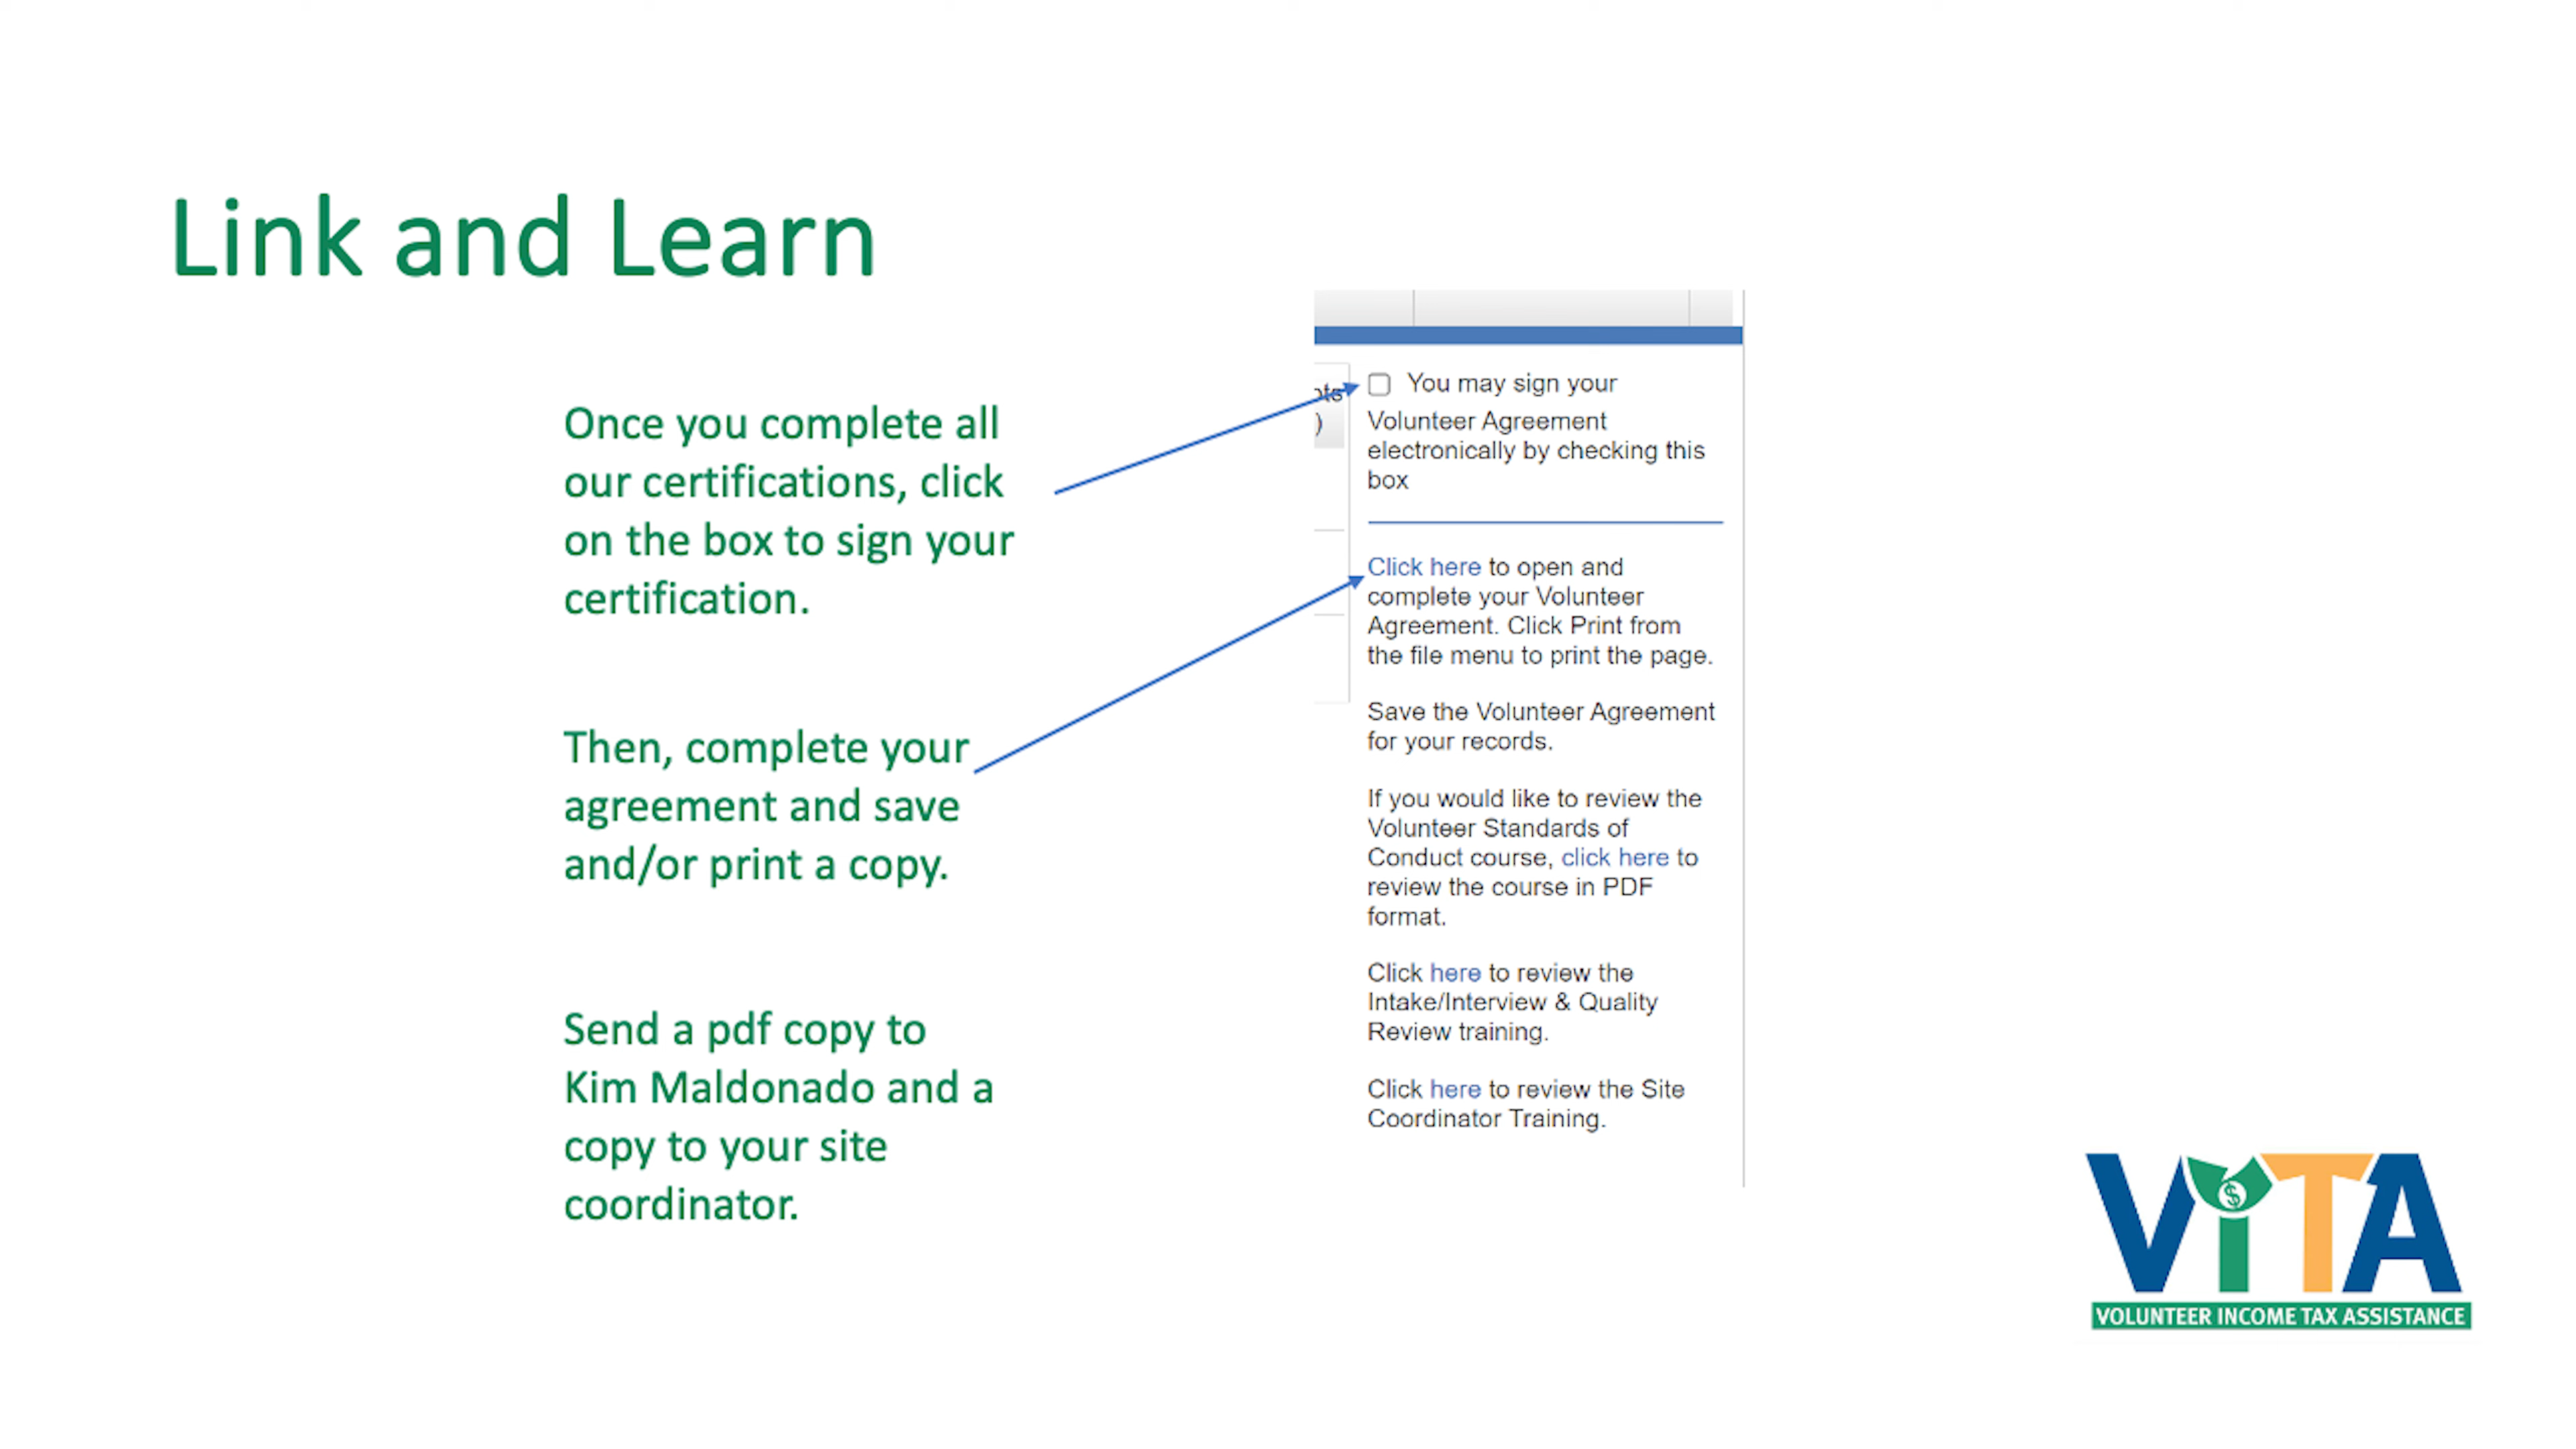 Link and Learn
Once you complete all
our certifications, click
on the box to sign your
certification.
Then, complete your
agreement and save
and/or print a copy.
Send a pdf copy to
Kim Maldonado and a
copy to your site
coordinator.
ots
)
You may sign your
Volunteer Agreement
electronically by checking this
box
Click here to open and
complete your Volunteer
Agreement. Click Print from
the file menu to print the page.
Save the Volunteer Agreement
for your records.
If you would like to review the
Volunteer Standards of
Conduct course, click here to
review the course in PDF
format.
Click here to review the
Intake/Interview & Quality
Review training.
Click here to review the Site
Coordinator Training.
ViTA
$
VOLUNTEER INCOME TAX ASSISTANCE